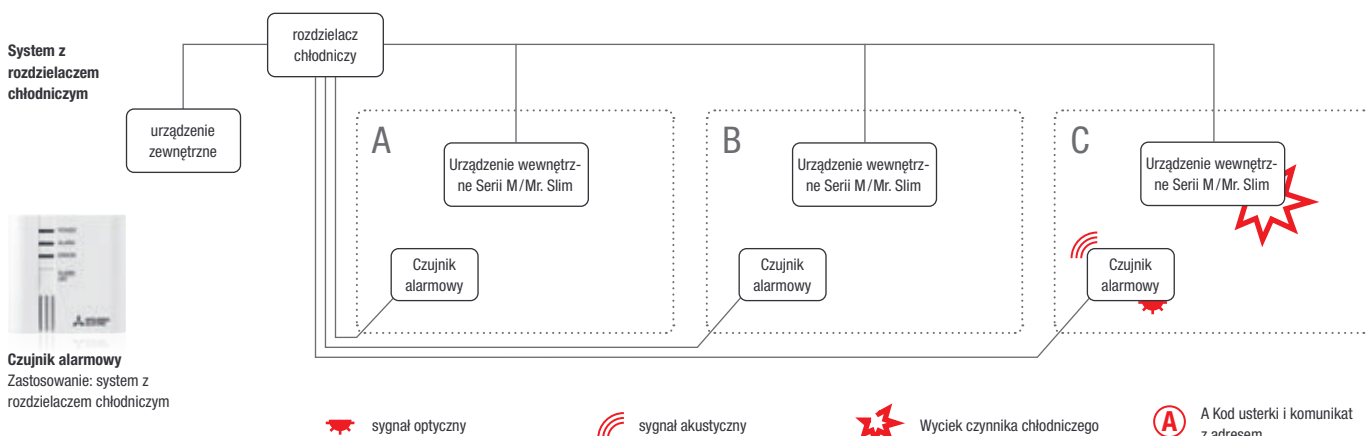 System z
rozdzielaczem
chłodniczym
rozdzielacz
chłodniczy
urządzenie
zewnętrzne
A
Urządzenie wewnętrz-
ne Serii M/Mr. Slim
Czujnik
alarmowy
B
Urządzenie wewnętrz-
ne Serii M/Mr. Slim
Czujnik
alarmowy
C
Urządzenie wewnętrz-
ne Serii M/Mr. Slim
Czujnik
alarmowy
Czujnik alarmowy
Zastosowanie: system z
rozdzielaczem chłodniczym
sygnał optyczny
sygnał akustyczny
Wyciek czynnika chłodniczego
A
A Kod usterki i komunikat
z adresem